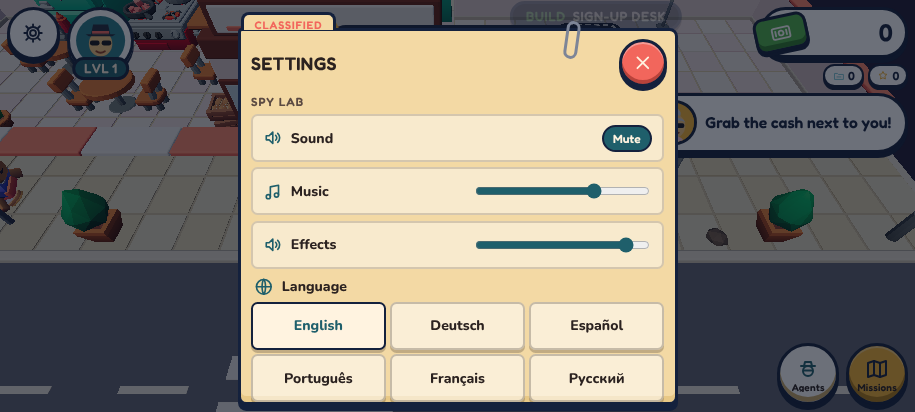 CLASSIFIED
BUILD SIGN-UP DESK
SETTINGS
0
LVL 1
0 0
SPY LAB
Grab the cash next to you!
Sound Mute
Music
Effects
Language
English Deutsch Español
Português Français Русский
Agents Missions